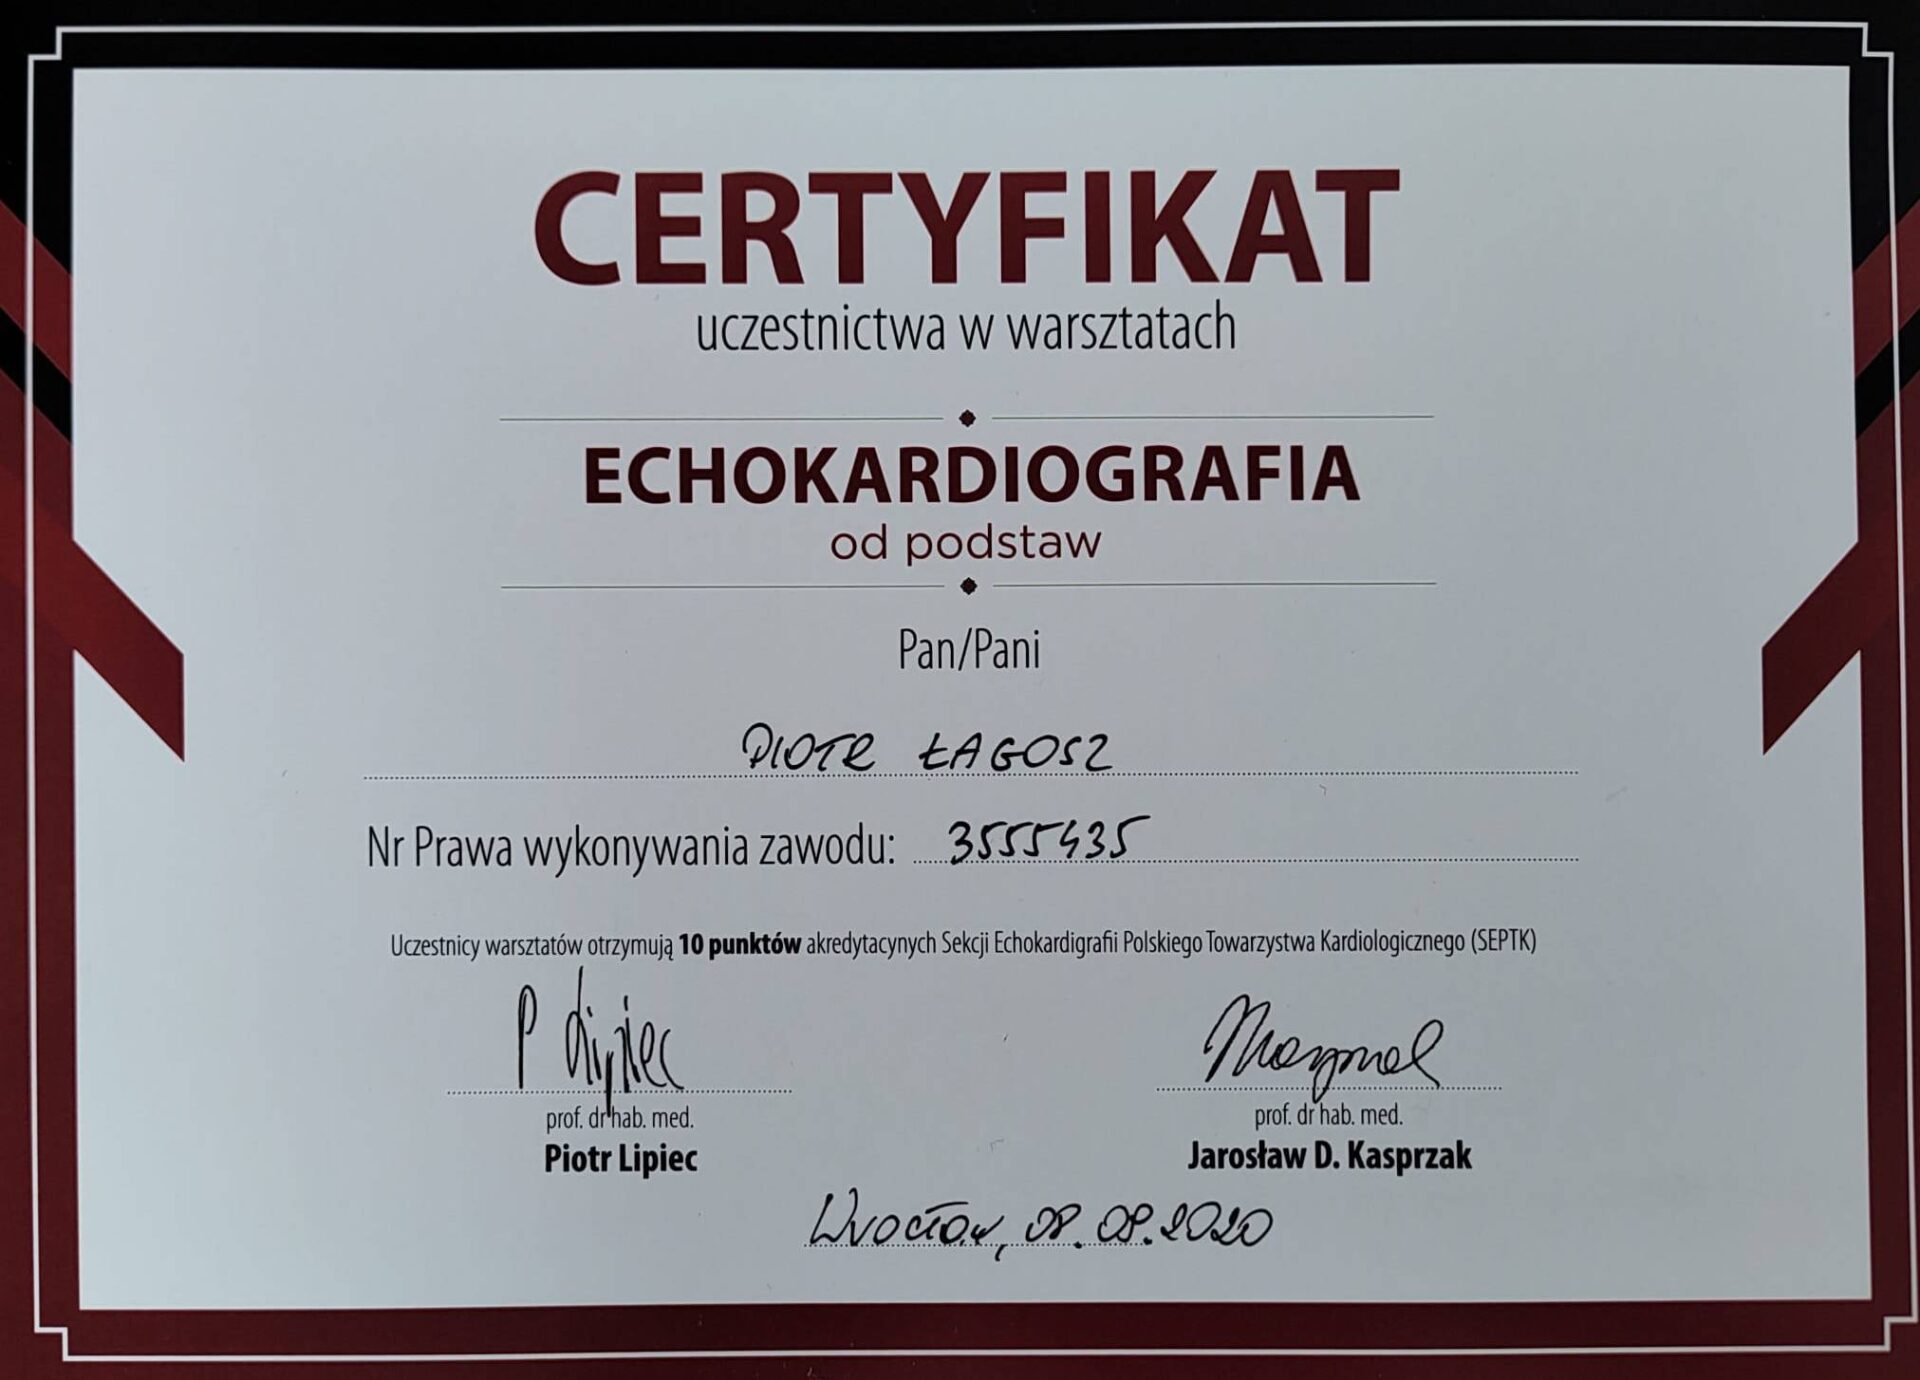 CERTYFIKAT
uczestnictwa w warsztatach
ECHOKARDIOGRAFIA
od podstaw
Pan/Pani
PIOTR ŁAGOSZ
Nr Prawa wykonywania zawodu: 3555435
Uczestnicy warsztatów otrzymują 10 punktów akredytacynych Sekcji Echokardigrafii Polskiego Towarzystwa Kardiologicznego (SEPTK)
P Lipiec
prof. dr hab. med.
Piotr Lipiec
prof. dr hab. med.
Jarosław D. Kasprzak
Wrocław, 08.08.2020